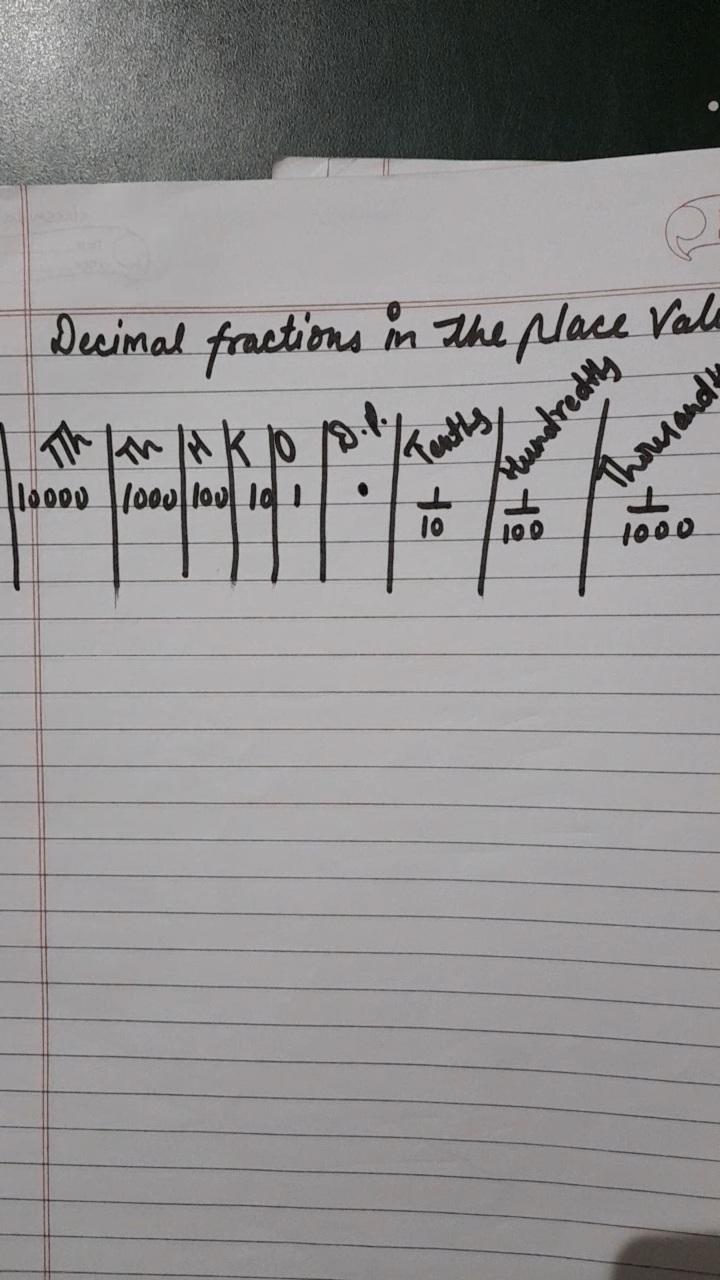 Decimal fractions in the place Val
TTh Th H T O D.P. Tenths Hundredths Thousandth
10000 1000 100 10 1 . 1/10 1/100 1/1000